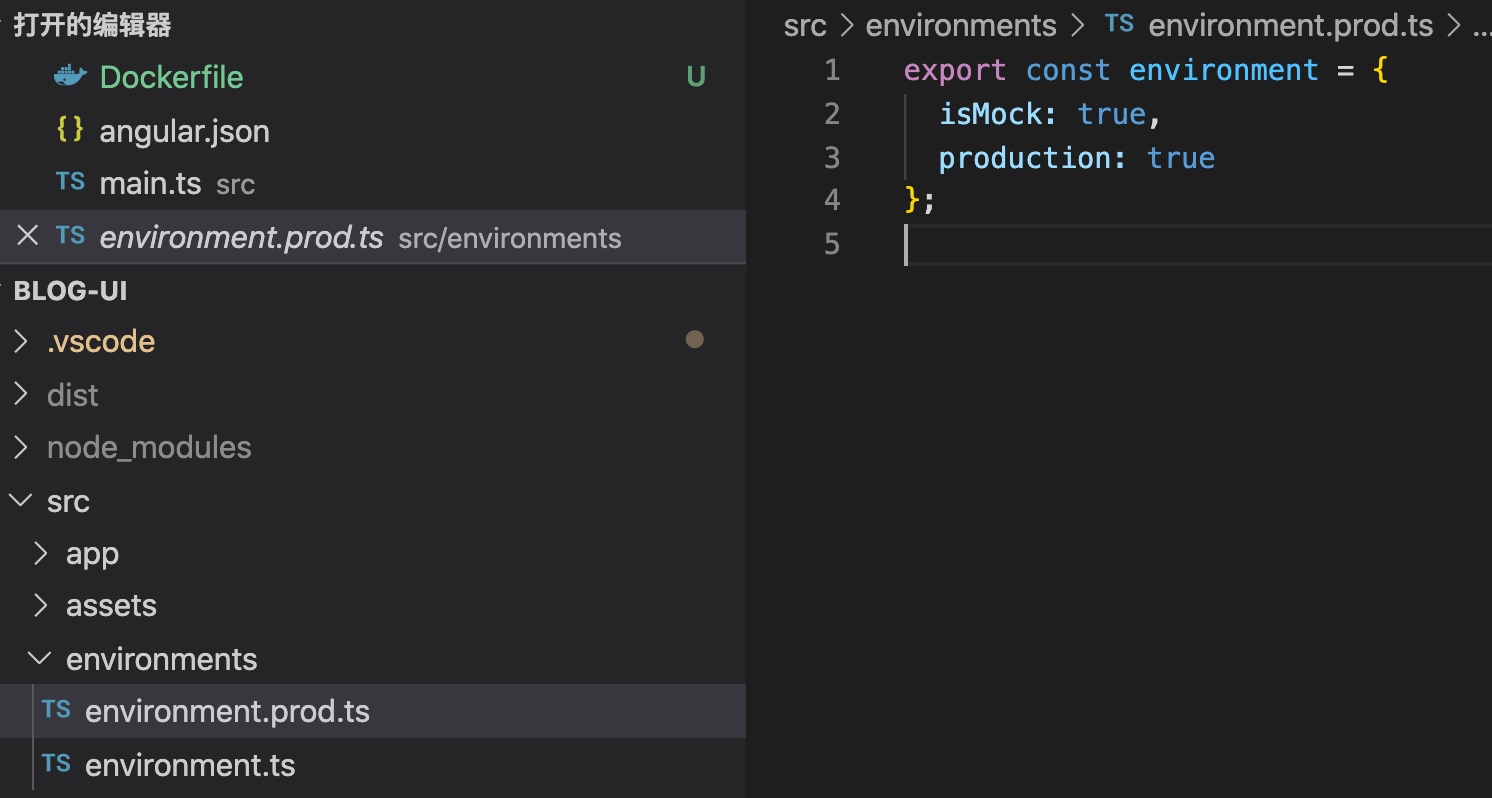 打开的编辑器
Dockerfile U
{} angular.json
TS main.ts src
TS environment.prod.ts src/environments
BLOG-UI
.vscode
dist
node_modules
src
app
assets
environments
TS environment.prod.ts
TS environment.ts
src > environments > TS environment.prod.ts > ...
1 export const environment = {
2 isMock: true,
3 production: true
4 };
5